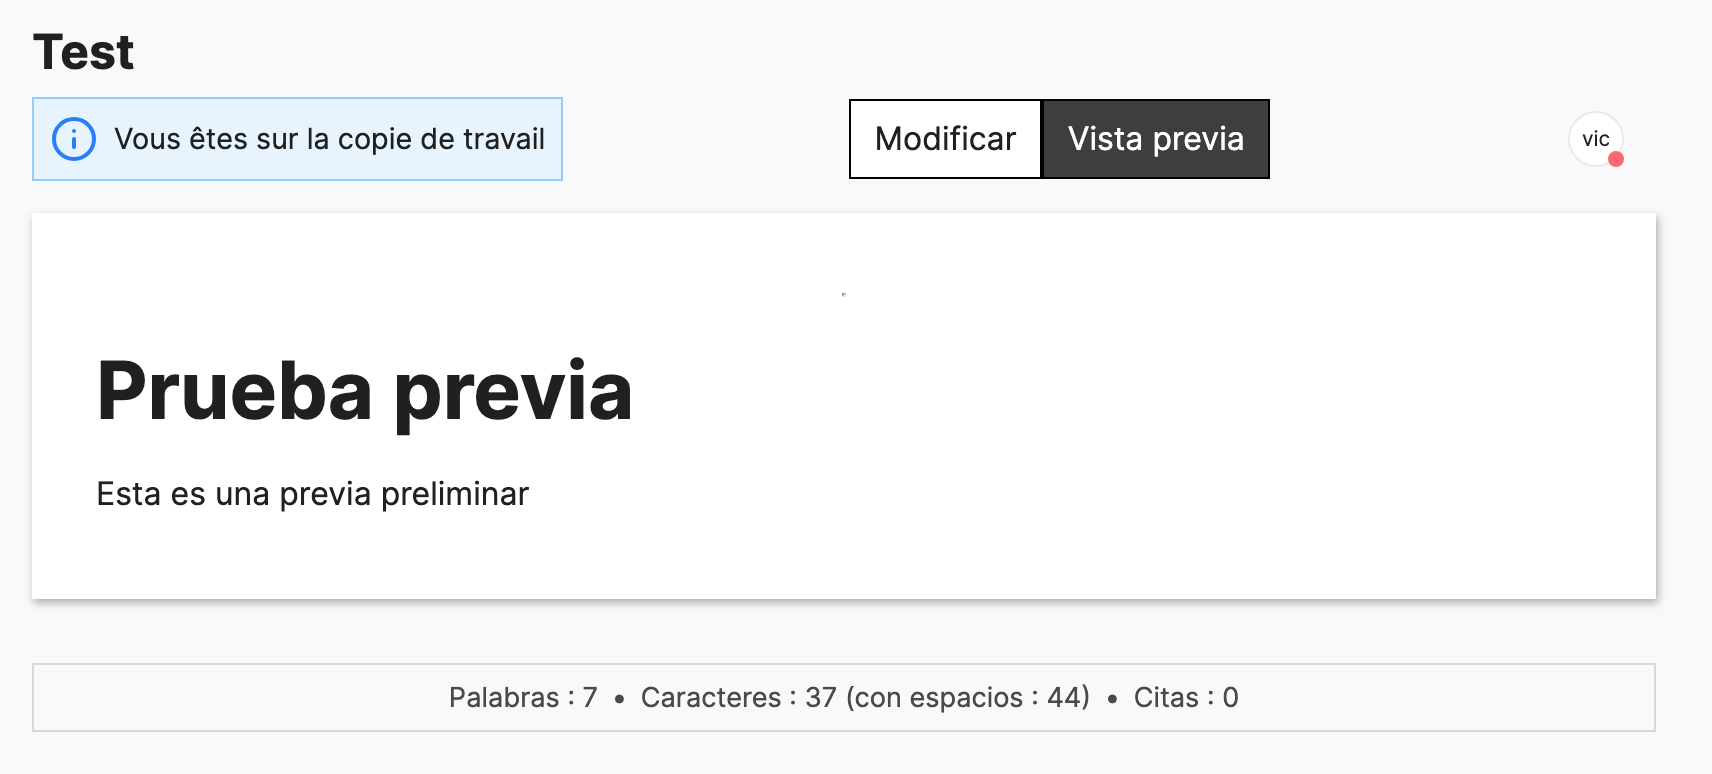 Test
Vous êtes sur la copie de travail
Modificar
Vista previa
vic
Prueba previa
Esta es una previa preliminar
Palabras : 7 • Caracteres : 37 (con espacios : 44) • Citas : 0